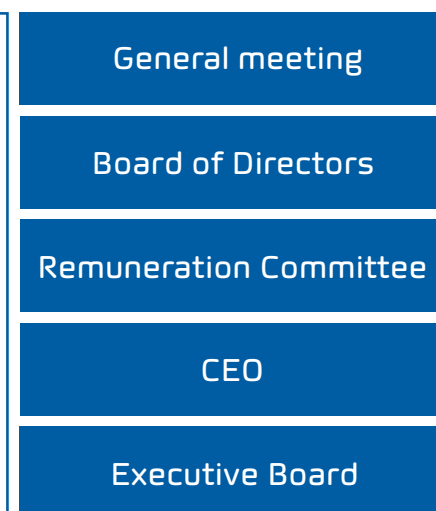 General meeting
Board of Directors
Remuneration Committee
CEO
Executive Board